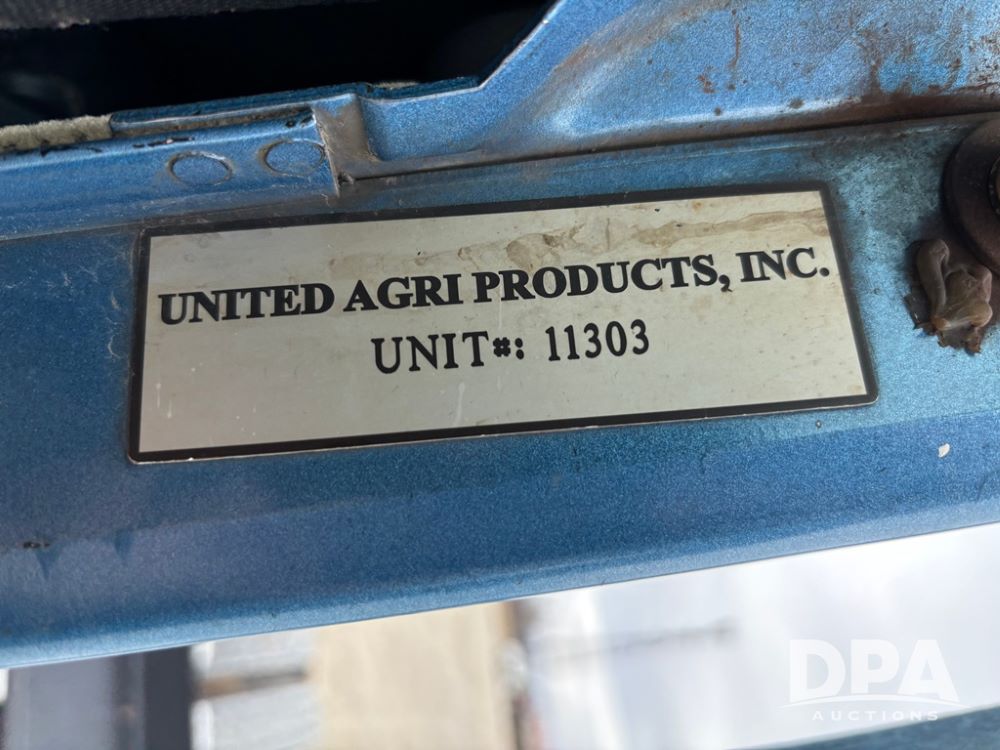 UNITED AGRI PRODUCTS, INC.
UNIT#: 11303
DPA
AUCTIONS